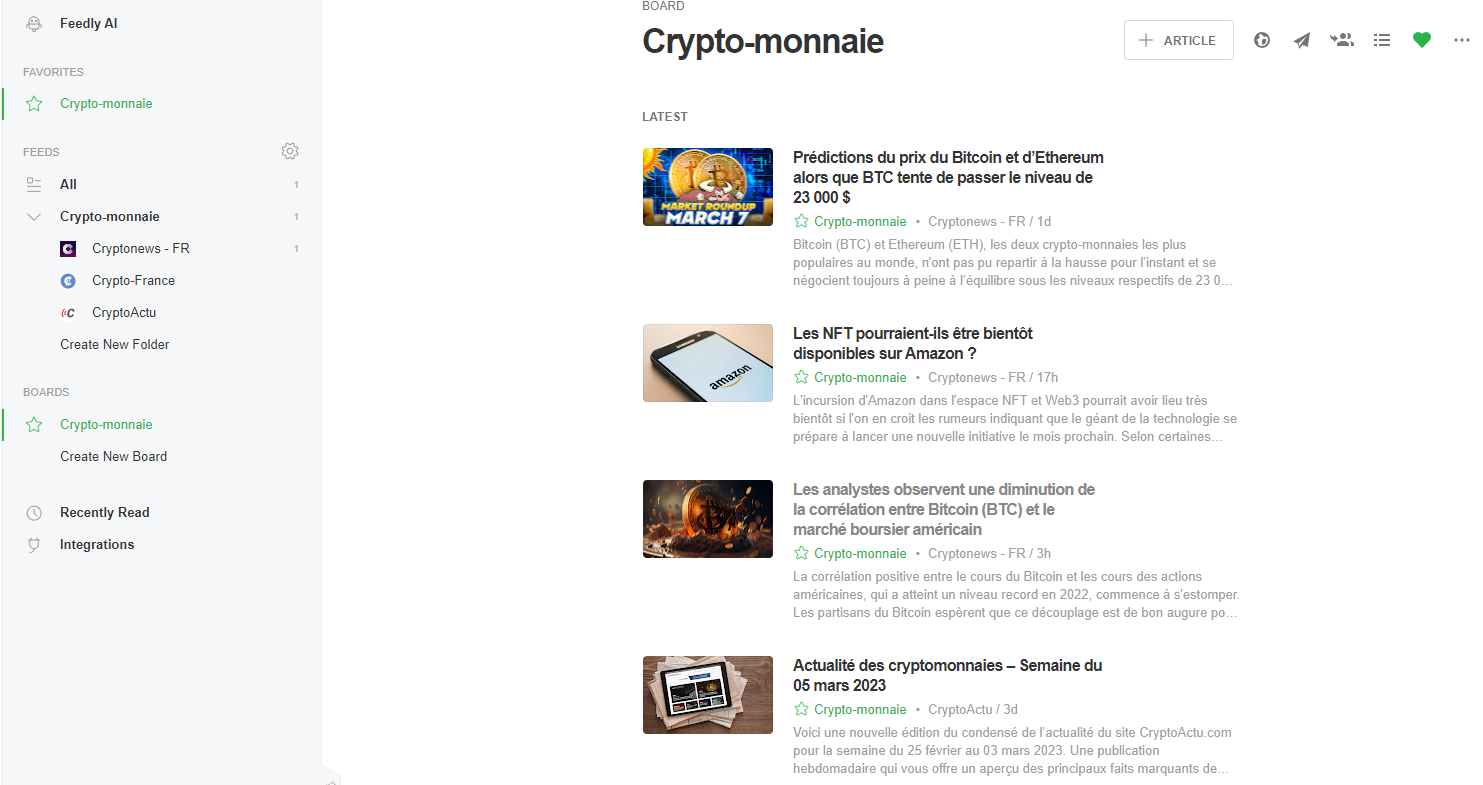 Feedly AI
FAVORITES
Crypto-monnaie
FEEDS
All 1
Crypto-monnaie 1
Cryptonews - FR 1
Crypto-France
CryptoActu
Create New Folder
BOARDS
Crypto-monnaie
Create New Board
Recently Read
Integrations
BOARD
Crypto-monnaie
ARTICLE
LATEST
MARKET ROUNDUP
MARCH 7
Prédictions du prix du Bitcoin et d’Ethereum
alors que BTC tente de passer le niveau de
23 000 $
Crypto-monnaie • Cryptonews - FR / 1d
Bitcoin (BTC) et Ethereum (ETH), les deux crypto-monnaies les plus
populaires au monde, n’ont pas pu repartir à la hausse pour l’instant et se
négocient toujours à peine à l’équilibre sous les niveaux respectifs de 23 0…
SAMSUNG
amazon
Les NFT pourraient-ils être bientôt
disponibles sur Amazon ?
Crypto-monnaie • Cryptonews - FR / 17h
L'incursion d'Amazon dans l'espace NFT et Web3 pourrait avoir lieu très
bientôt si l'on en croit les rumeurs indiquant que le géant de la technologie se
prépare à lancer une nouvelle initiative le mois prochain. Selon certaines…
Les analystes observent une diminution de
la corrélation entre Bitcoin (BTC) et le
marché boursier américain
Crypto-monnaie • Cryptonews - FR / 3h
La corrélation positive entre le cours du Bitcoin et les cours des actions
américaines, qui a atteint un niveau record en 2022, commence à s'estomper.
Les partisans du Bitcoin espèrent que ce découplage est de bon augure po…
Actualité des cryptomonnaies – Semaine du
05 mars 2023
Crypto-monnaie • CryptoActu / 3d
Voici une nouvelle édition du condensé de l’actualité du site CryptoActu.com
pour la semaine du 25 février au 03 mars 2023. Une publication
hebdomadaire qui vous offre un aperçu des principaux faits marquants de…